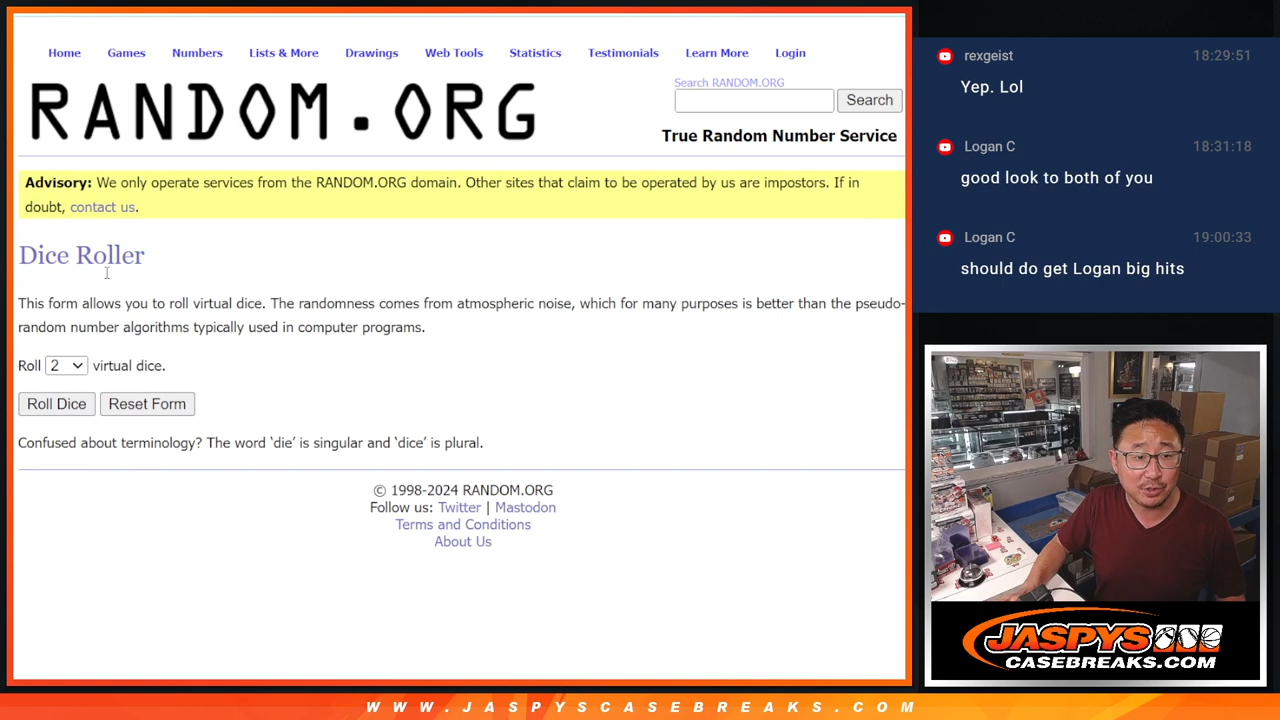 Home Games Numbers Lists & More Drawings Web Tools Statistics Testimonials Learn More Login
RANDOM.ORG
Search RANDOM.ORG
Search
True Random Number Service
Advisory: We only operate services from the RANDOM.ORG domain. Other sites that claim to be operated by us are impostors. If in
doubt, contact us.
Dice Roller
This form allows you to roll virtual dice. The randomness comes from atmospheric noise, which for many purposes is better than the pseudo-
random number algorithms typically used in computer programs.
Roll 2 virtual dice.
Roll Dice Reset Form
Confused about terminology? The word ‘die’ is singular and ‘dice’ is plural.
© 1998-2024 RANDOM.ORG
Follow us: Twitter | Mastodon
Terms and Conditions
About Us
rexgeist 18:29:51
Yep. Lol
Logan C 18:31:18
good look to both of you
Logan C 19:00:33
should do get Logan big hits
JASPYS
CASEBREAKS.COM
WWW.JASPYSCASEBREAKS.COM